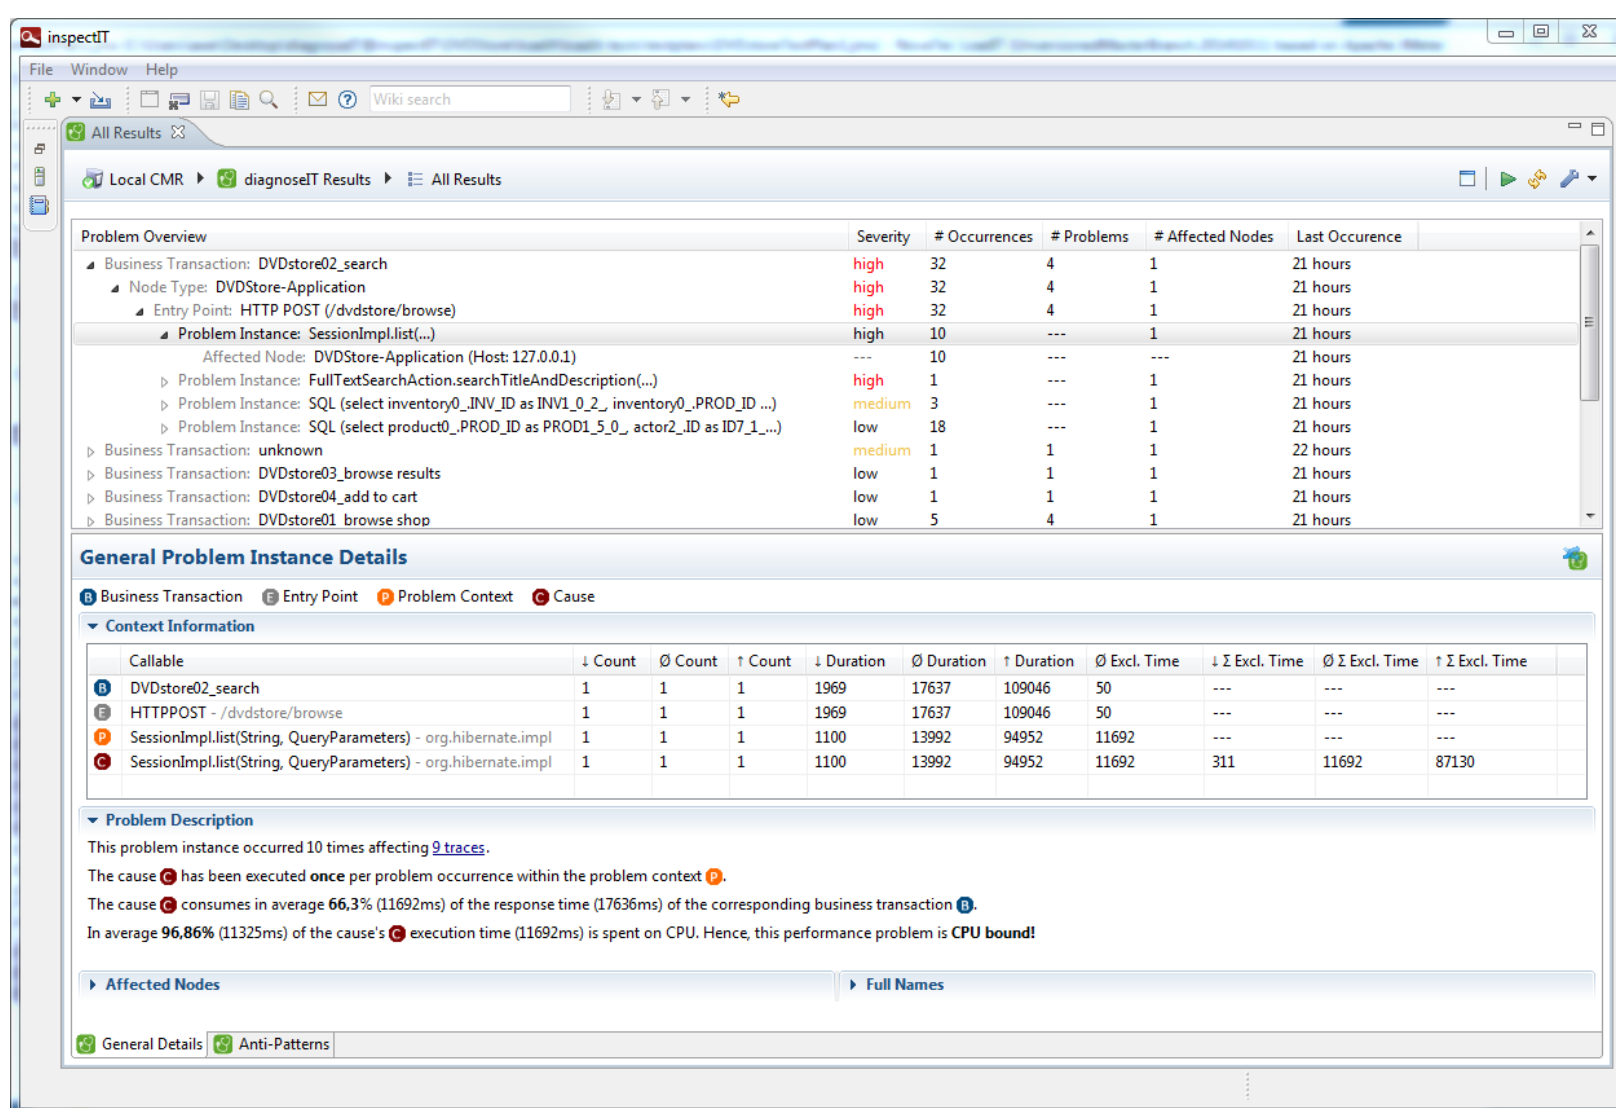 inspectIT
File Window Help
Wiki search
All Results
Local CMR diagnoseIT Results All Results
Problem Overview Severity # Occurrences # Problems # Affected Nodes Last Occurence
Business Transaction: DVDstore02_search high 32 4 1 21 hours
Node Type: DVDStore-Application high 32 4 1 21 hours
Entry Point: HTTP POST (/dvdstore/browse) high 32 4 1 21 hours
Problem Instance: SessionImpl.list(...) high 10 --- 1 21 hours
Affected Node: DVDStore-Application (Host: 127.0.0.1) --- 10 --- --- 21 hours
Problem Instance: FullTextSearchAction.searchTitleAndDescription(...) high 1 --- 1 21 hours
Problem Instance: SQL (select inventory0_.INV_ID as INV1_0_2_, inventory0_.PROD_ID ...) medium 3 --- 1 21 hours
Problem Instance: SQL (select product0_.PROD_ID as PROD1_5_0_, actor2_.ID as ID7_1_...) low 18 --- 1 21 hours
Business Transaction: unknown medium 1 1 1 22 hours
Business Transaction: DVDstore03_browse results low 1 1 1 21 hours
Business Transaction: DVDstore04_add to cart low 1 1 1 21 hours
Business Transaction: DVDstore01_browse shop low 5 4 1 21 hours
General Problem Instance Details
B Business Transaction E Entry Point P Problem Context C Cause
Context Information
Callable ↓ Count Ø Count ↑ Count ↓ Duration Ø Duration ↑ Duration Ø Excl. Time ↓ Σ Excl. Time Ø Σ Excl. Time ↑ Σ Excl. Time
B DVDstore02_search 1 1 1 1969 17637 109046 50 --- --- ---
E HTTPPOST - /dvdstore/browse 1 1 1 1969 17637 109046 50 --- --- ---
P SessionImpl.list(String, QueryParameters) - org.hibernate.impl 1 1 1 1100 13992 94952 11692 --- --- ---
C SessionImpl.list(String, QueryParameters) - org.hibernate.impl 1 1 1 1100 13992 94952 11692 311 11692 87130
Problem Description
This problem instance occurred 10 times affecting 9 traces.
The cause C has been executed once per problem occurrence within the problem context P.
The cause C consumes in average 66,3% (11692ms) of the response time (17636ms) of the corresponding business transaction B.
In average 96,86% (11325ms) of the cause's C execution time (11692ms) is spent on CPU. Hence, this performance problem is CPU bound!
Affected Nodes Full Names
General Details Anti-Patterns